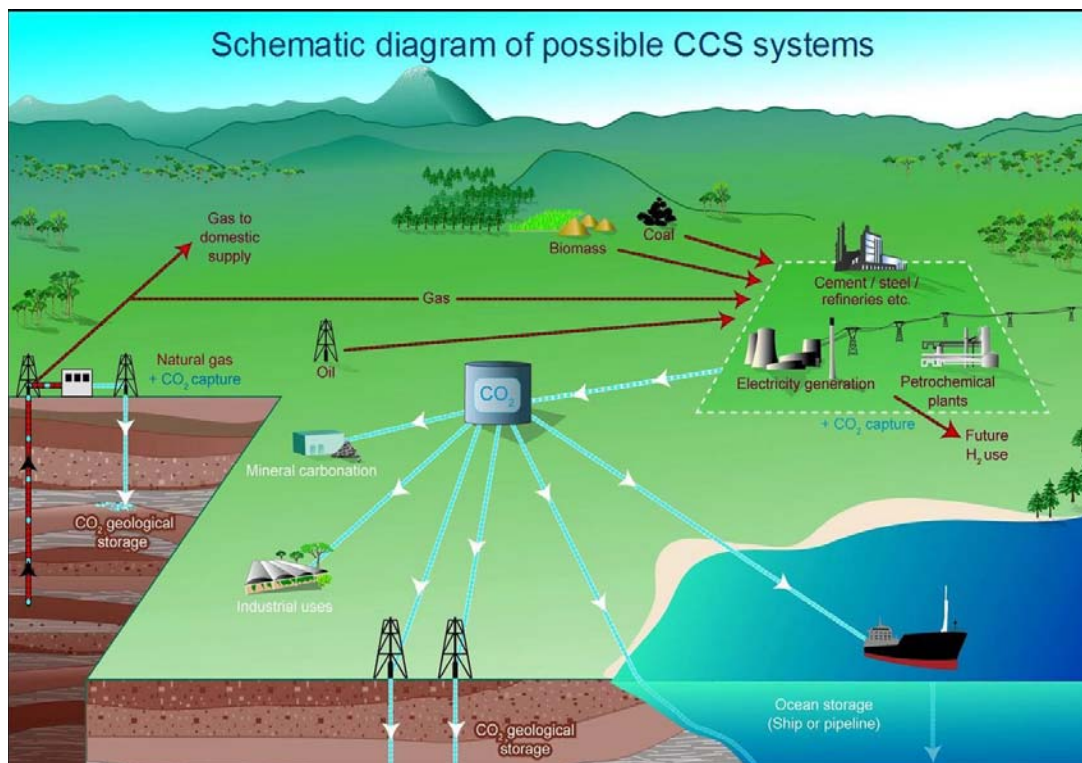 Schematic diagram of possible CCS systems
Gas to
domestic
supply
Biomass
Coal
Cement / steel /
refineries etc.
Gas
Oil
Natural gas
+ CO₂ capture
CO₂
Electricity generation
Petrochemical
plants
+ CO₂ capture
Future
H₂ use
Mineral carbonation
CO₂ geological
storage
Industrial uses
Ocean storage
(Ship or pipeline)
CO₂ geological
storage